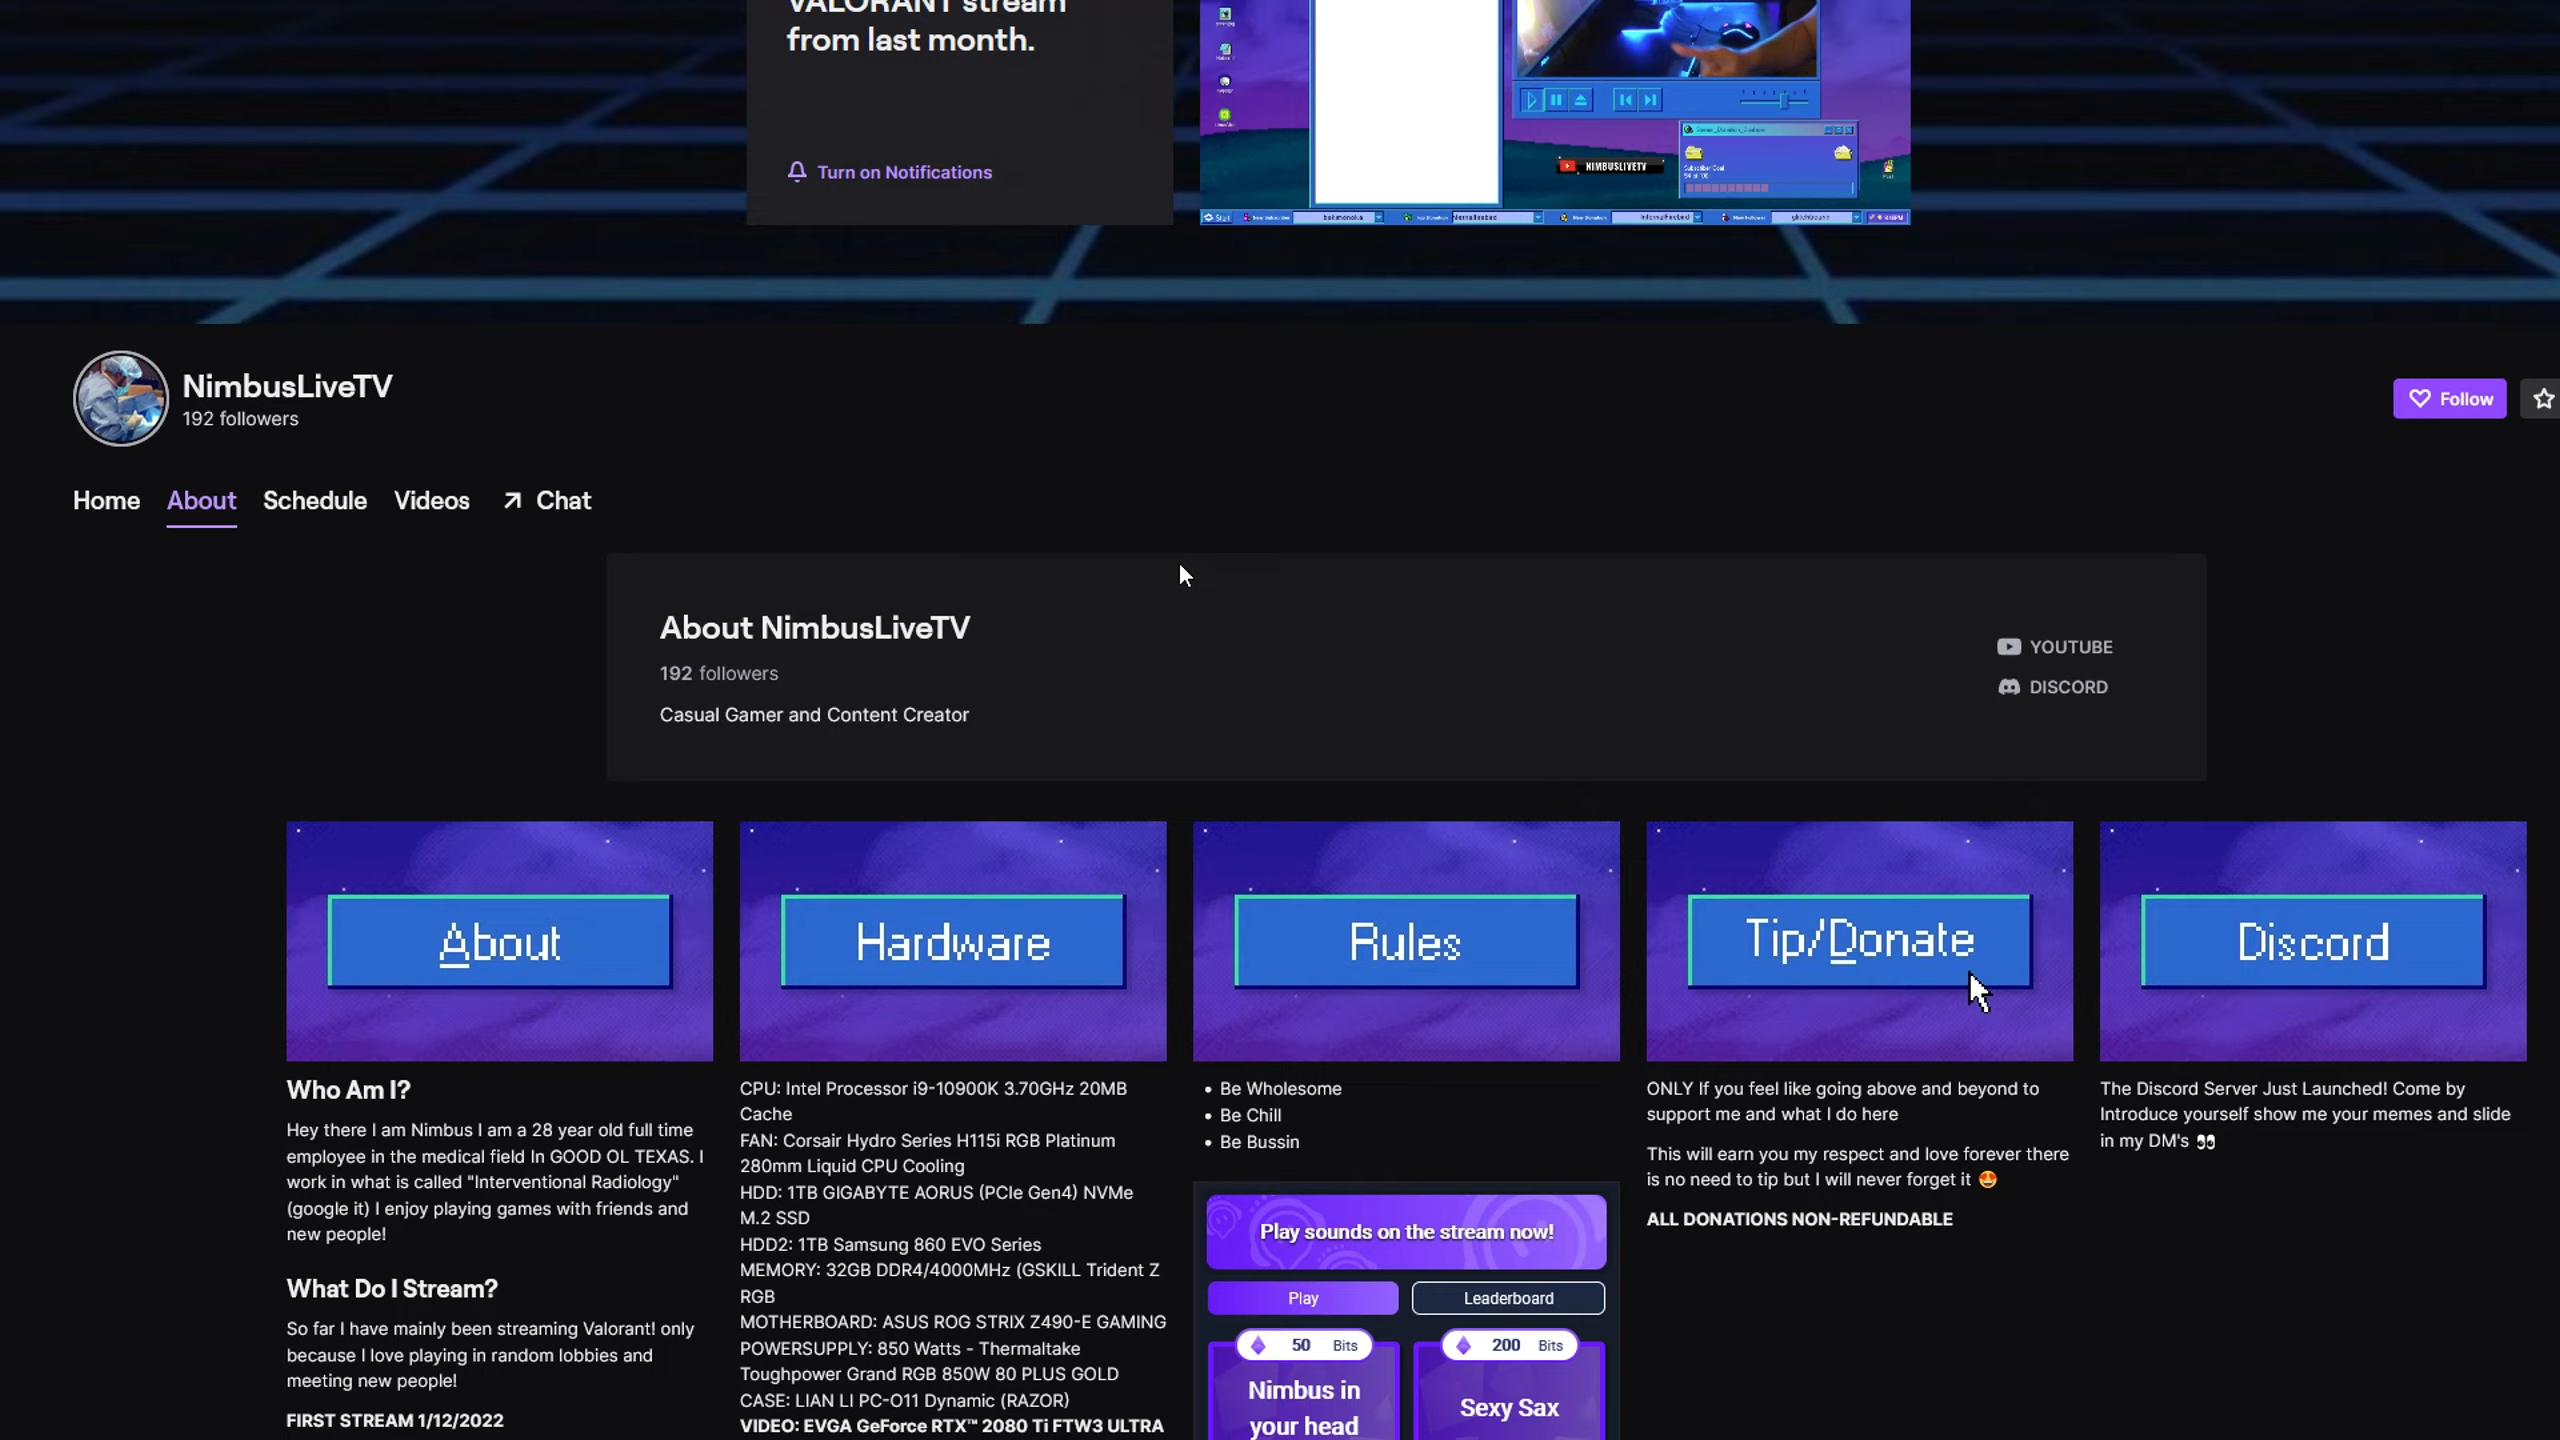 VALORANT stream
from last month.
Turn on Notifications
NIMBUSLIVETV
Subscriber Goal
Start
NimbusLiveTV
192 followers
Follow
Home About Schedule Videos Chat
About NimbusLiveTV
192 followers
Casual Gamer and Content Creator
YOUTUBE
DISCORD
About
Who Am I?
Hey there I am Nimbus I am a 28 year old full time
employee in the medical field In GOOD OL TEXAS. I
work in what is called "Interventional Radiology"
(google it) I enjoy playing games with friends and
new people!
What Do I Stream?
So far I have mainly been streaming Valorant! only
because I love playing in random lobbies and
meeting new people!
FIRST STREAM 1/12/2022
Hardware
CPU: Intel Processor i9-10900K 3.70GHz 20MB
Cache
FAN: Corsair Hydro Series H115i RGB Platinum
280mm Liquid CPU Cooling
HDD: 1TB GIGABYTE AORUS (PCIe Gen4) NVMe
M.2 SSD
HDD2: 1TB Samsung 860 EVO Series
MEMORY: 32GB DDR4/4000MHz (GSKILL Trident Z
RGB
MOTHERBOARD: ASUS ROG STRIX Z490-E GAMING
POWERSUPPLY: 850 Watts - Thermaltake
Toughpower Grand RGB 850W 80 PLUS GOLD
CASE: LIAN LI PC-O11 Dynamic (RAZOR)
VIDEO: EVGA GeForce RTX™ 2080 Ti FTW3 ULTRA
Rules
• Be Wholesome
• Be Chill
• Be Bussin
Play sounds on the stream now!
Play Leaderboard
50 Bits
Nimbus in
your head
200 Bits
Sexy Sax
Tip/Donate
ONLY If you feel like going above and beyond to
support me and what I do here
This will earn you my respect and love forever there
is no need to tip but I will never forget it 🤩
ALL DONATIONS NON-REFUNDABLE
Discord
The Discord Server Just Launched! Come by
Introduce yourself show me your memes and slide
in my DM's 👀